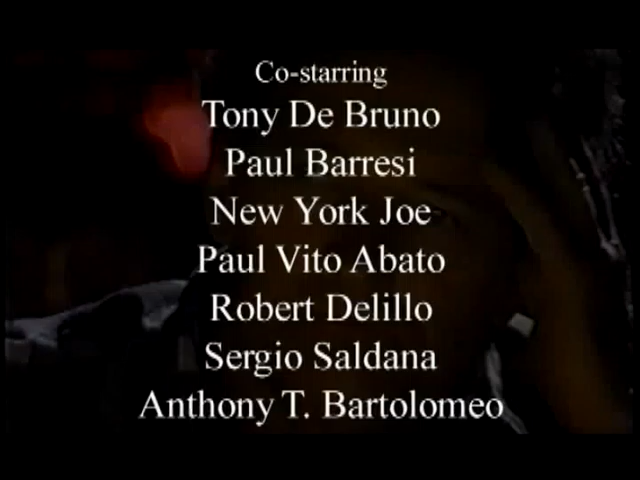 Co-starring
Tony De Bruno
Paul Barresi
New York Joe
Paul Vito Abato
Robert Delillo
Sergio Saldana
Anthony T. Bartolomeo